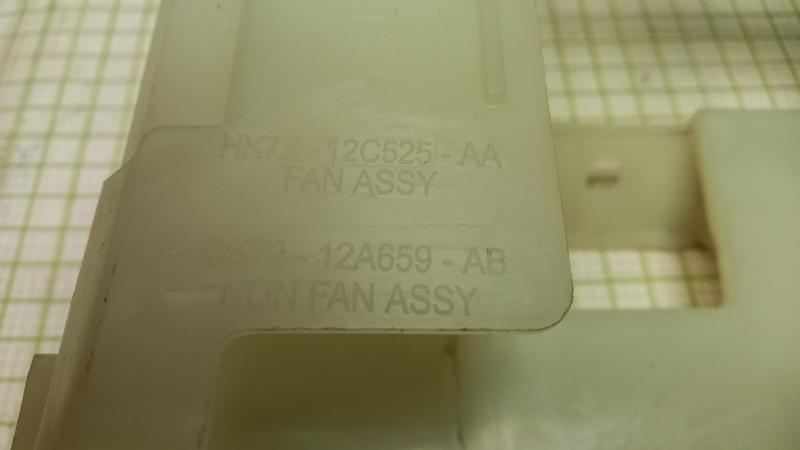 HK72 - 12C525 - AA
FAN ASSY
12A659 - AB
NON FAN ASSY